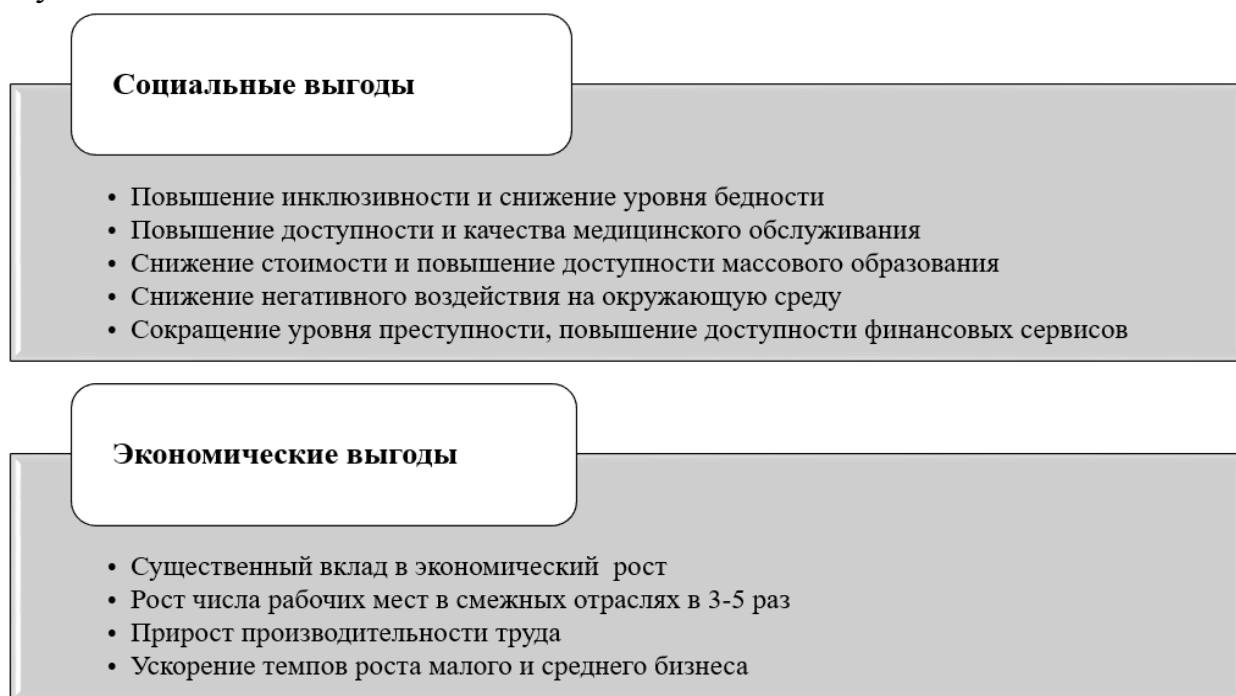 Социальные выгоды
• Повышение инклюзивности и снижение уровня бедности
• Повышение доступности и качества медицинского обслуживания
• Снижение стоимости и повышение доступности массового образования
• Снижение негативного воздействия на окружающую среду
• Сокращение уровня преступности, повышение доступности финансовых сервисов
Экономические выгоды
• Существенный вклад в экономический рост
• Рост числа рабочих мест в смежных отраслях в 3-5 раз
• Прирост производительности труда
• Ускорение темпов роста малого и среднего бизнеса